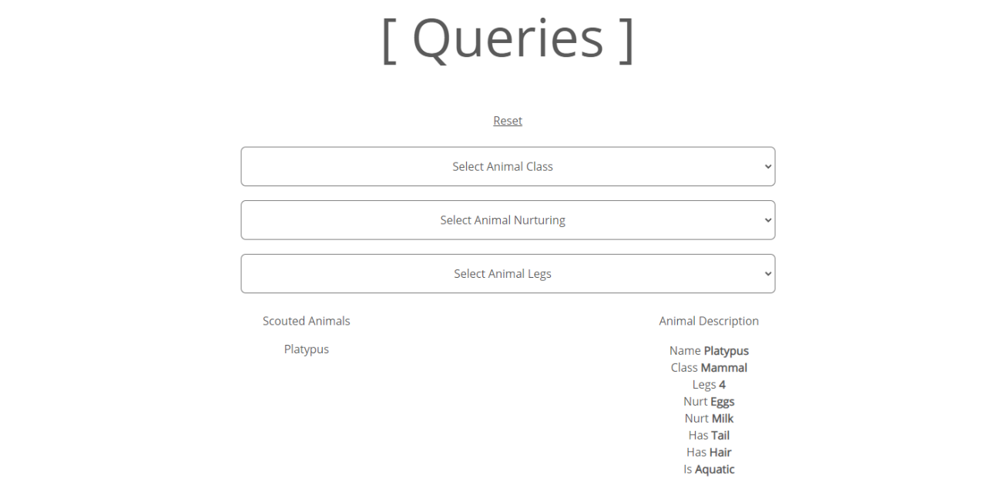 [ Queries ]
Reset
Select Animal Class
Select Animal Nurturing
Select Animal Legs
Scouted Animals
Platypus
Animal Description
Name Platypus
Class Mammal
Legs 4
Nurt Eggs
Nurt Milk
Has Tail
Has Hair
Is Aquatic